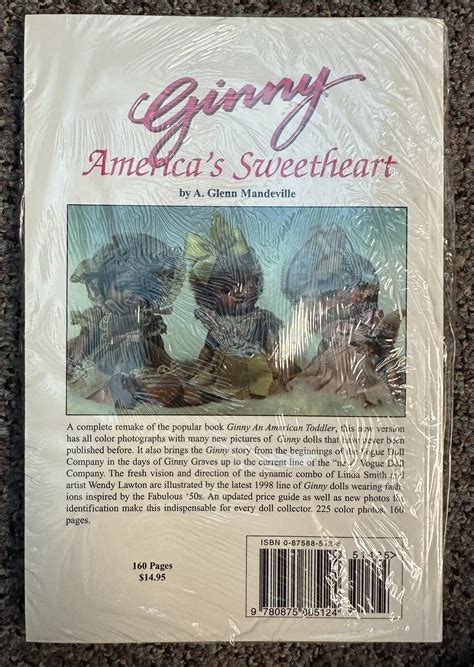 Ginny
America's Sweetheart
by A. Glenn Mandeville
A complete remake of the popular book Ginny An American Toddler, this new version
has all color photographs with many new pictures of Ginny dolls that have never been
published before. It also brings the Ginny story from the beginnings of the Vogue Doll
Company in the days of Ginny Graves up to the current line of the "new" Vogue Doll
Company. The fresh vision and direction of the dynamic combo of Linda Smith and
artist Wendy Lawton are illustrated by the latest 1998 line of Ginny dolls wearing fash-
ions inspired by the Fabulous '50s. An updated price guide as well as new photos for
identification make this indispensable for every doll collector. 225 color photos. 160
pages.
160 Pages
$14.95
ISBN 0-87588-512-8
51495
9 780875 885124